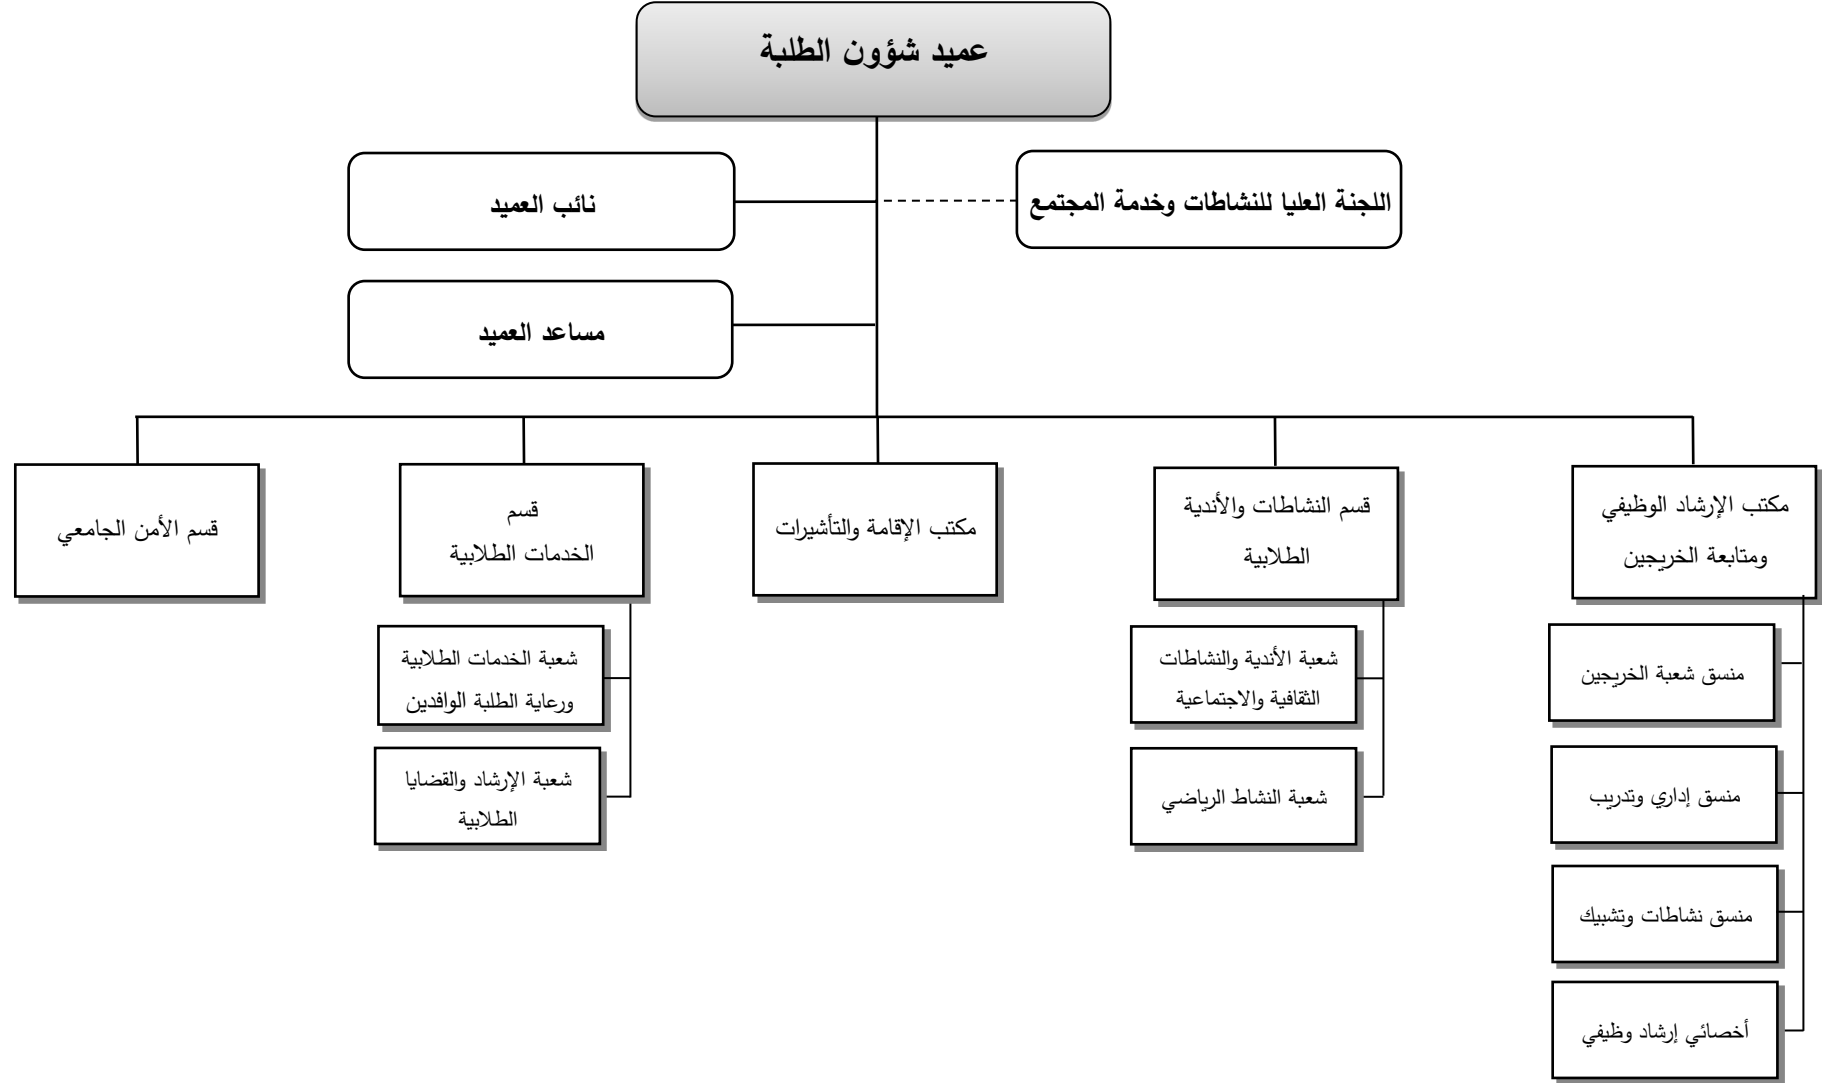 عميد شؤون الطلبة
اللجنة العليا للنشاطات وخدمة المجتمع
نائب العميد
مساعد العميد
مكتب الإرشاد الوظيفي
ومتابعة الخريجين
قسم النشاطات والأندية
الطلابية
مكتب الإقامة والتأشيرات
قسم
الخدمات الطلابية
قسم الأمن الجامعي
منسق شعبة الخريجين
منسق إداري وتدريب
منسق نشاطات وتشبيك
أخصائي إرشاد وظيفي
شعبة الأندية والنشاطات
الثقافية والاجتماعية
شعبة النشاط الرياضي
شعبة الخدمات الطلابية
ورعاية الطلبة الوافدين
شعبة الإرشاد والقضايا
الطلابية